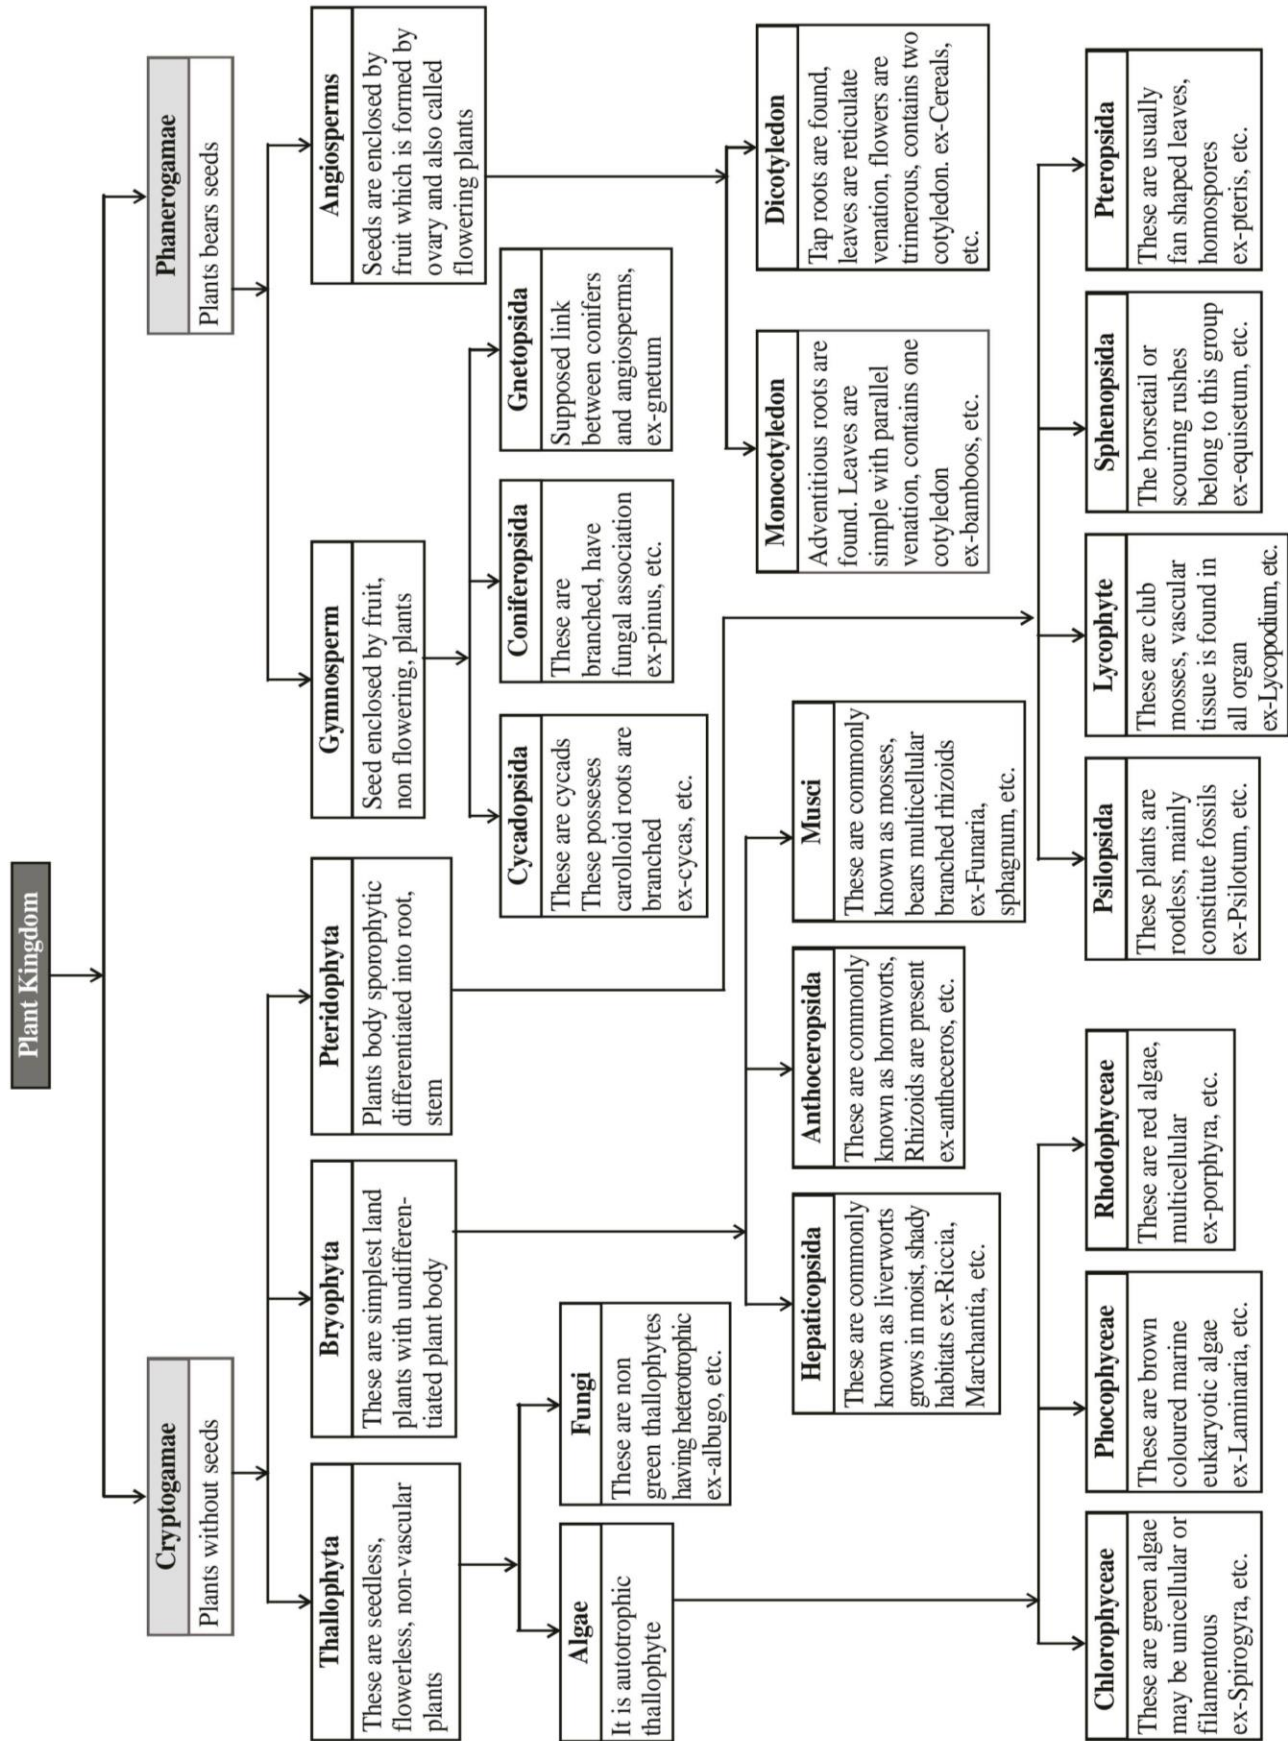 Plant Kingdom
Cryptogamae
Plants without seeds
Phanerogamae
Plants bears seeds
Thallophyta
These are seedless,
flowerless, non-vascular
plants
Bryophyta
These are simplest land
plants with undifferen-
tiated plant body
Pteridophyta
Plants body sporophytic
differentiated into root,
stem
Gymnosperm
Seed enclosed by fruit,
non flowering, plants
Angiosperms
Seeds are enclosed by
fruit which is formed by
ovary and also called
flowering plants
Cycadopsida
These are cycads
These possesses
carolloid roots are
branched
ex-cycas, etc.
Coniferopsida
These are
branched, have
fungal association
ex-pinus, etc.
Gnetopsida
Supposed link
between conifers
and angiosperms,
ex-gnetum
Algae
It is autotrophic
thallophyte
Fungi
These are non
green thallophytes
having heterotrophic
ex-albugo, etc.
Monocotyledon
Adventitious roots are
found. Leaves are
simple with parallel
venation, contains one
cotyledon
ex-bamboos, etc.
Dicotyledon
Tap roots are found,
leaves are reticulate
venation, flowers are
trimerous, contains two
cotyledon. ex-Cereals,
etc.
Hepaticopsida
These are commonly
known as liverworts
grows in moist, shady
habitats ex-Riccia,
Marchantia, etc.
Anthoceropsida
These are commonly
known as hornworts,
Rhizoids are present
ex-antheceros, etc.
Musci
These are commonly
known as mosses,
bears multicellular
branched rhizoids
ex-Funaria,
sphagnum, etc.
Chlorophyceae
These are green algae
may be unicellular or
filamentous
ex-Spirogyra, etc.
Phocophyceae
These are brown
coloured marine
eukaryotic algae
ex-Laminaria, etc.
Rhodophyceae
These are red algae,
multicellular
ex-porphyra, etc.
Psilopsida
These plants are
rootless, mainly
constitute fossils
ex-Psilotum, etc.
Lycophyte
These are club
mosses, vascular
tissue is found in
all organ
ex-Lycopodium, etc.
Sphenopsida
The horsetail or
scouring rushes
belong to this group
ex-equisetum, etc.
Pteropsida
These are usually
fan shaped leaves,
homospores
ex-pteris, etc.